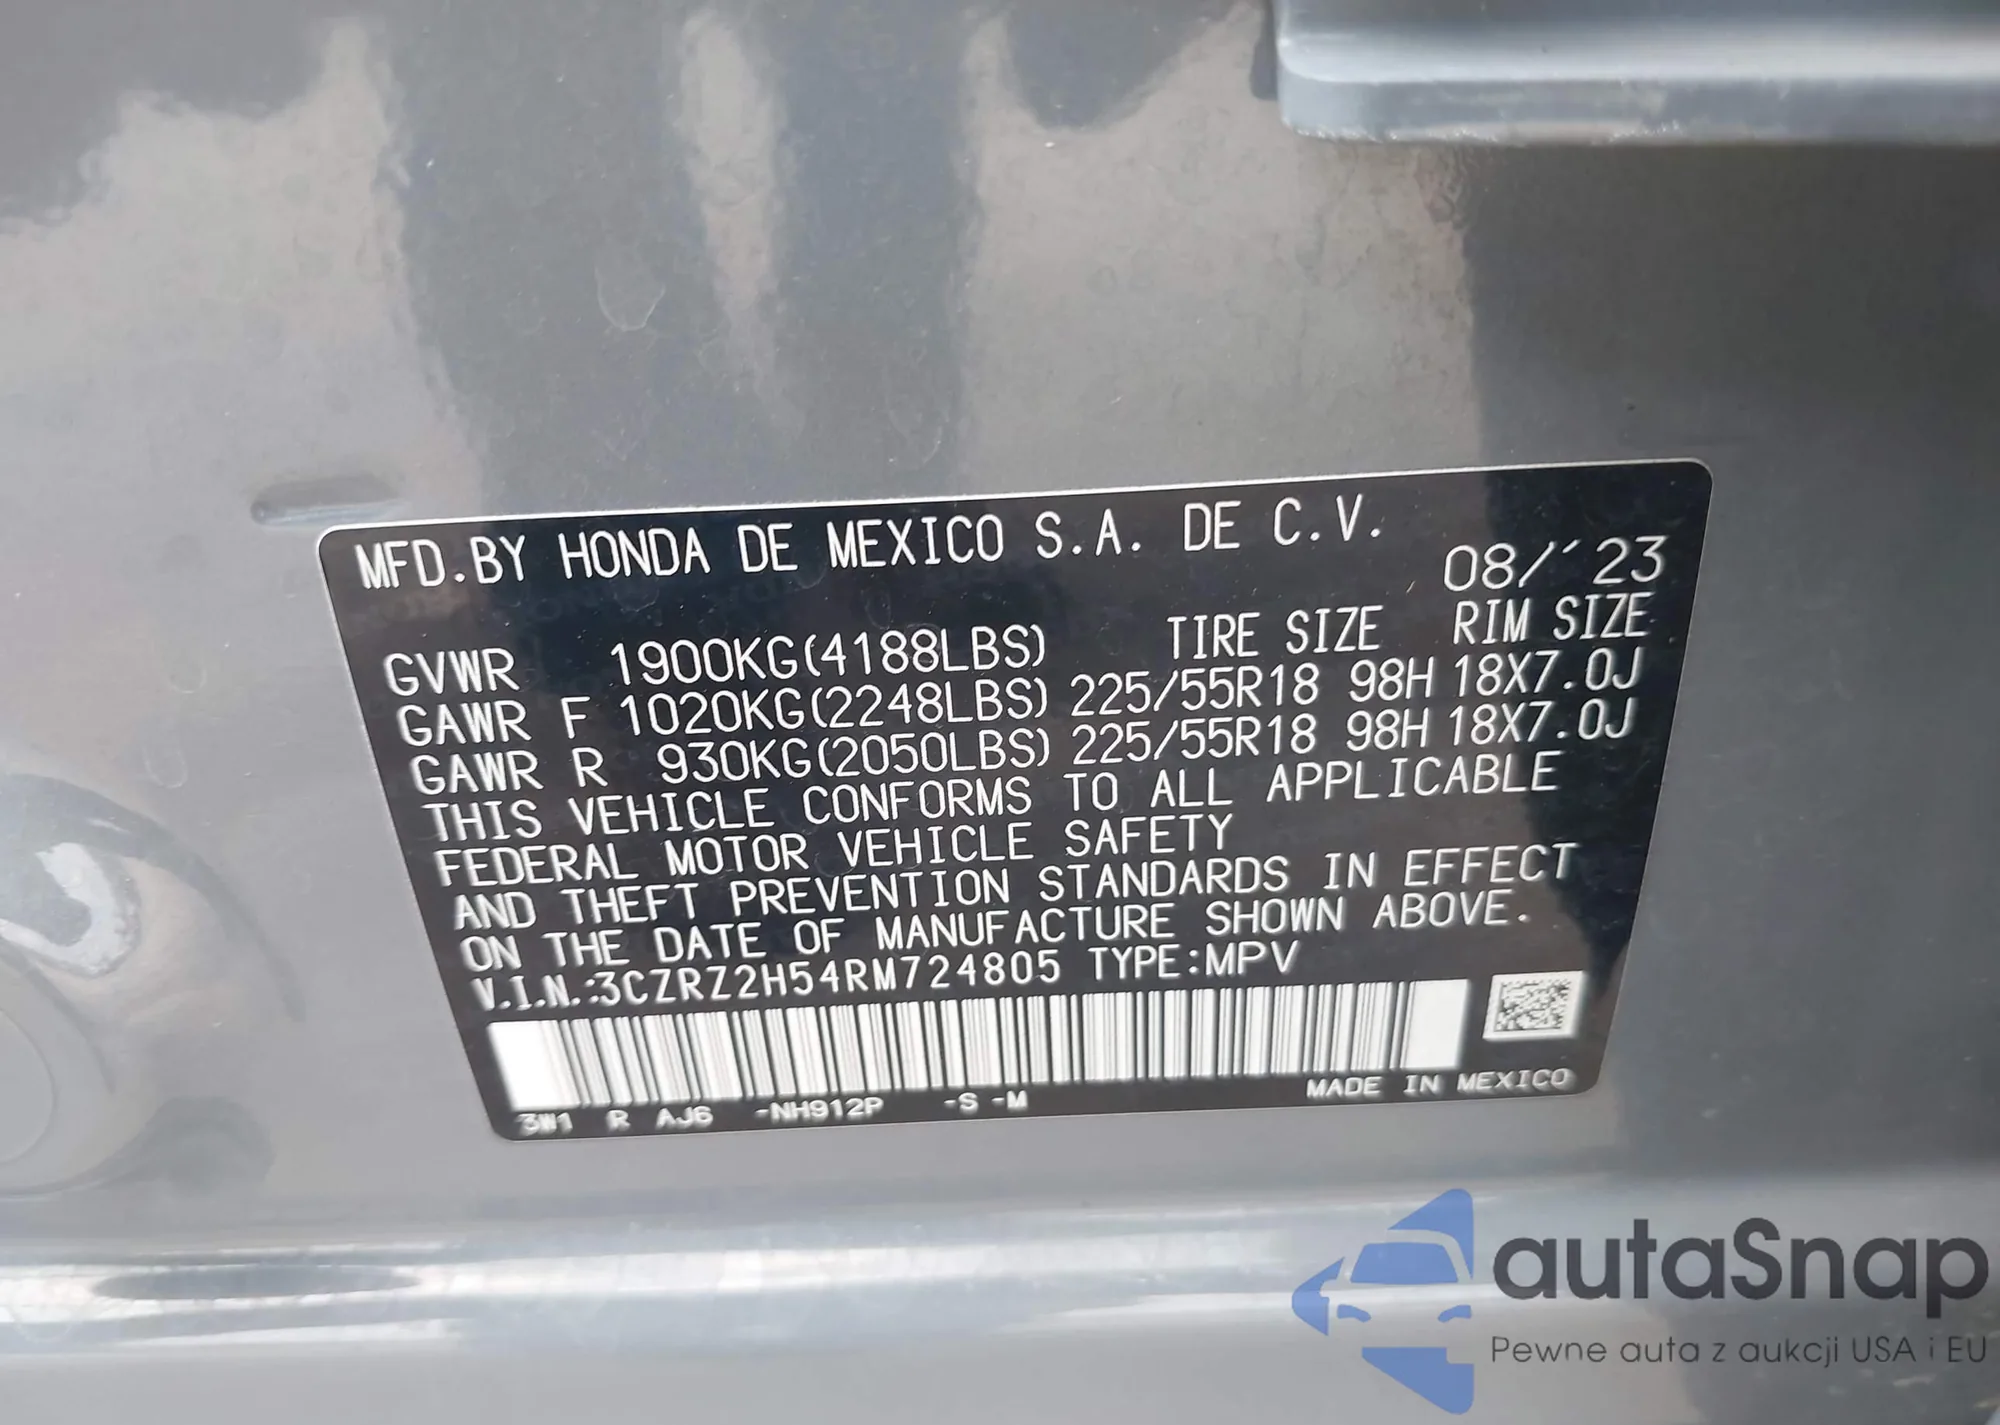 MFD.BY HONDA DE MEXICO S.A. DE C.V.
08/'23
TIRE SIZE RIM SIZE
GVWR 1900KG(4188LBS)
GAWR F 1020KG(2248LBS) 225/55R18 98H 18X7.0J
GAWR R 930KG(2050LBS) 225/55R18 98H 18X7.0J
THIS VEHICLE CONFORMS TO ALL APPLICABLE
FEDERAL MOTOR VEHICLE SAFETY
AND THEFT PREVENTION STANDARDS IN EFFECT
ON THE DATE OF MANUFACTURE SHOWN ABOVE.
V.I.N.:3CZRZ2H54RM724805 TYPE:MPV
3W1 R AJ6 -NH912P -S -M
MADE IN MEXICO
autaSnap
Pewne auta z aukcji USA i EU